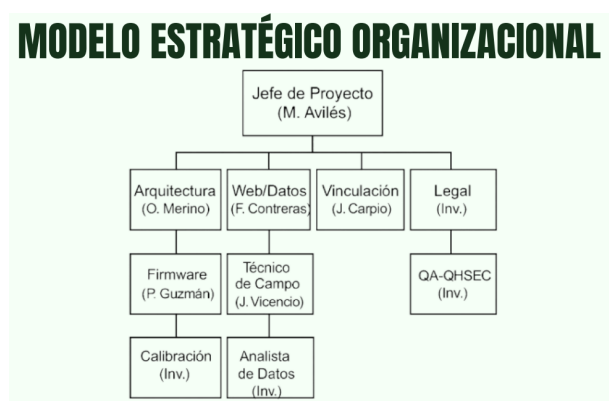 MODELO ESTRATÉGICO ORGANIZACIONAL
Jefe de Proyecto
(M. Avilés)
Arquitectura
(O. Merino)
Web/Datos
(F. Contreras)
Vinculación
(J. Carpio)
Legal
(Inv.)
Firmware
(P. Guzmán)
Técnico
de Campo
(J. Vicencio)
QA-QHSEC
(Inv.)
Calibración
(Inv.)
Analista
de Datos
(Inv.)